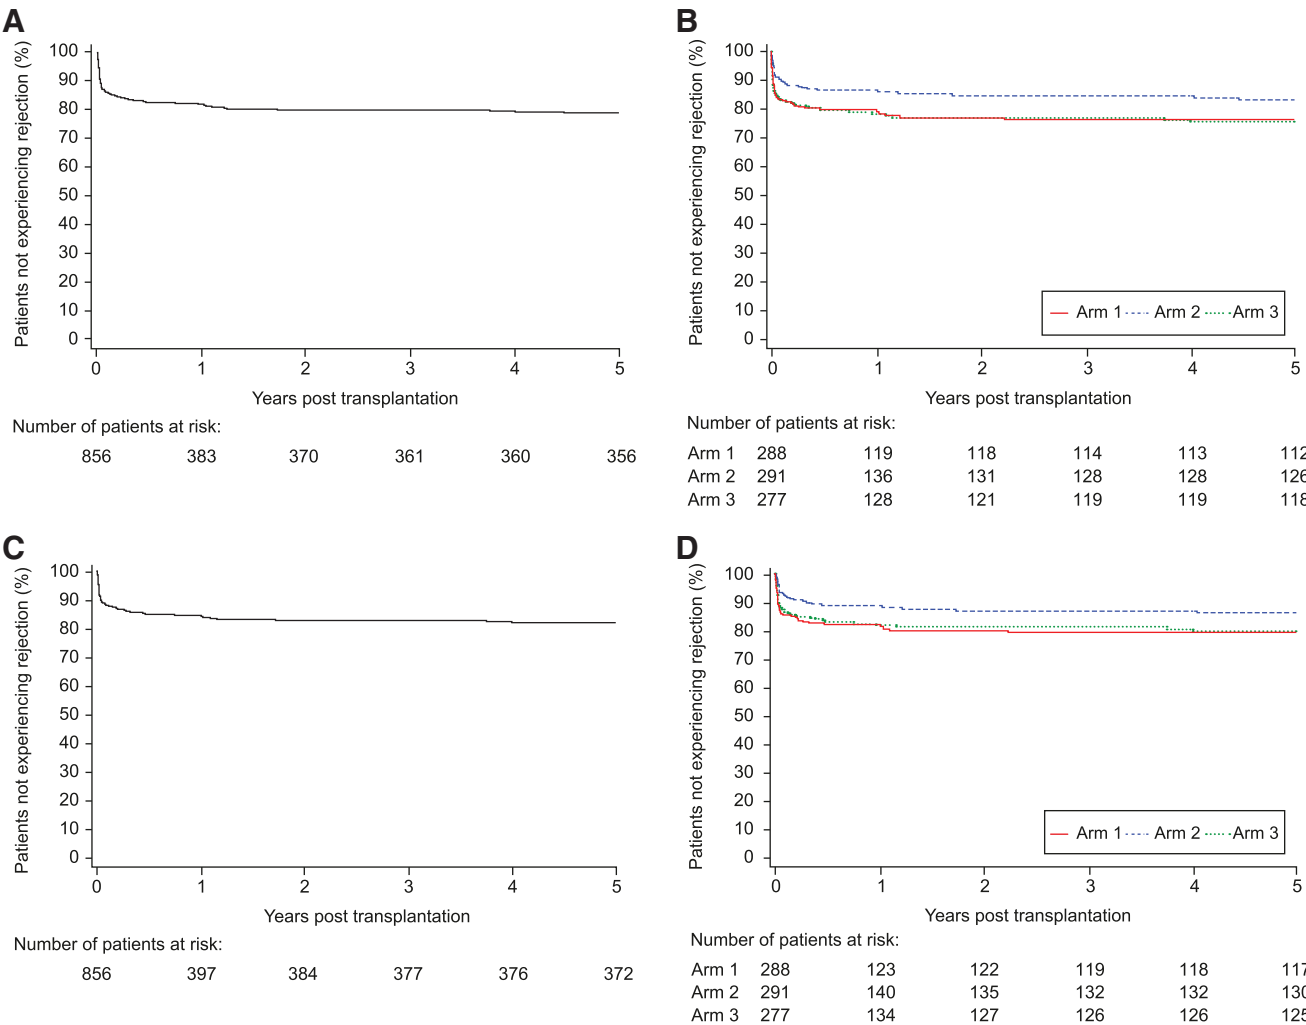 A
Patients not experiencing rejection (%)
100
90
80
70
60
50
40
30
20
10
0
0 1 2 3 4 5
Years post transplantation
Number of patients at risk:
856 383 370 361 360 356
B
Patients not experiencing rejection (%)
100
90
80
70
60
50
40
30
20
10
0
Arm 1 Arm 2 Arm 3
0 1 2 3 4 5
Years post transplantation
Number of patients at risk:
Arm 1 288 119 118 114 113 112
Arm 2 291 136 131 128 128 126
Arm 3 277 128 121 119 119 118
C
Patients not experiencing rejection (%)
100
90
80
70
60
50
40
30
20
10
0
0 1 2 3 4 5
Years post transplantation
Number of patients at risk:
856 397 384 377 376 372
D
Patients not experiencing rejection (%)
100
90
80
70
60
50
40
30
20
10
0
Arm 1 Arm 2 Arm 3
0 1 2 3 4 5
Years post transplantation
Number of patients at risk:
Arm 1 288 123 122 119 118 117
Arm 2 291 140 135 132 132 130
Arm 3 277 134 127 126 126 125